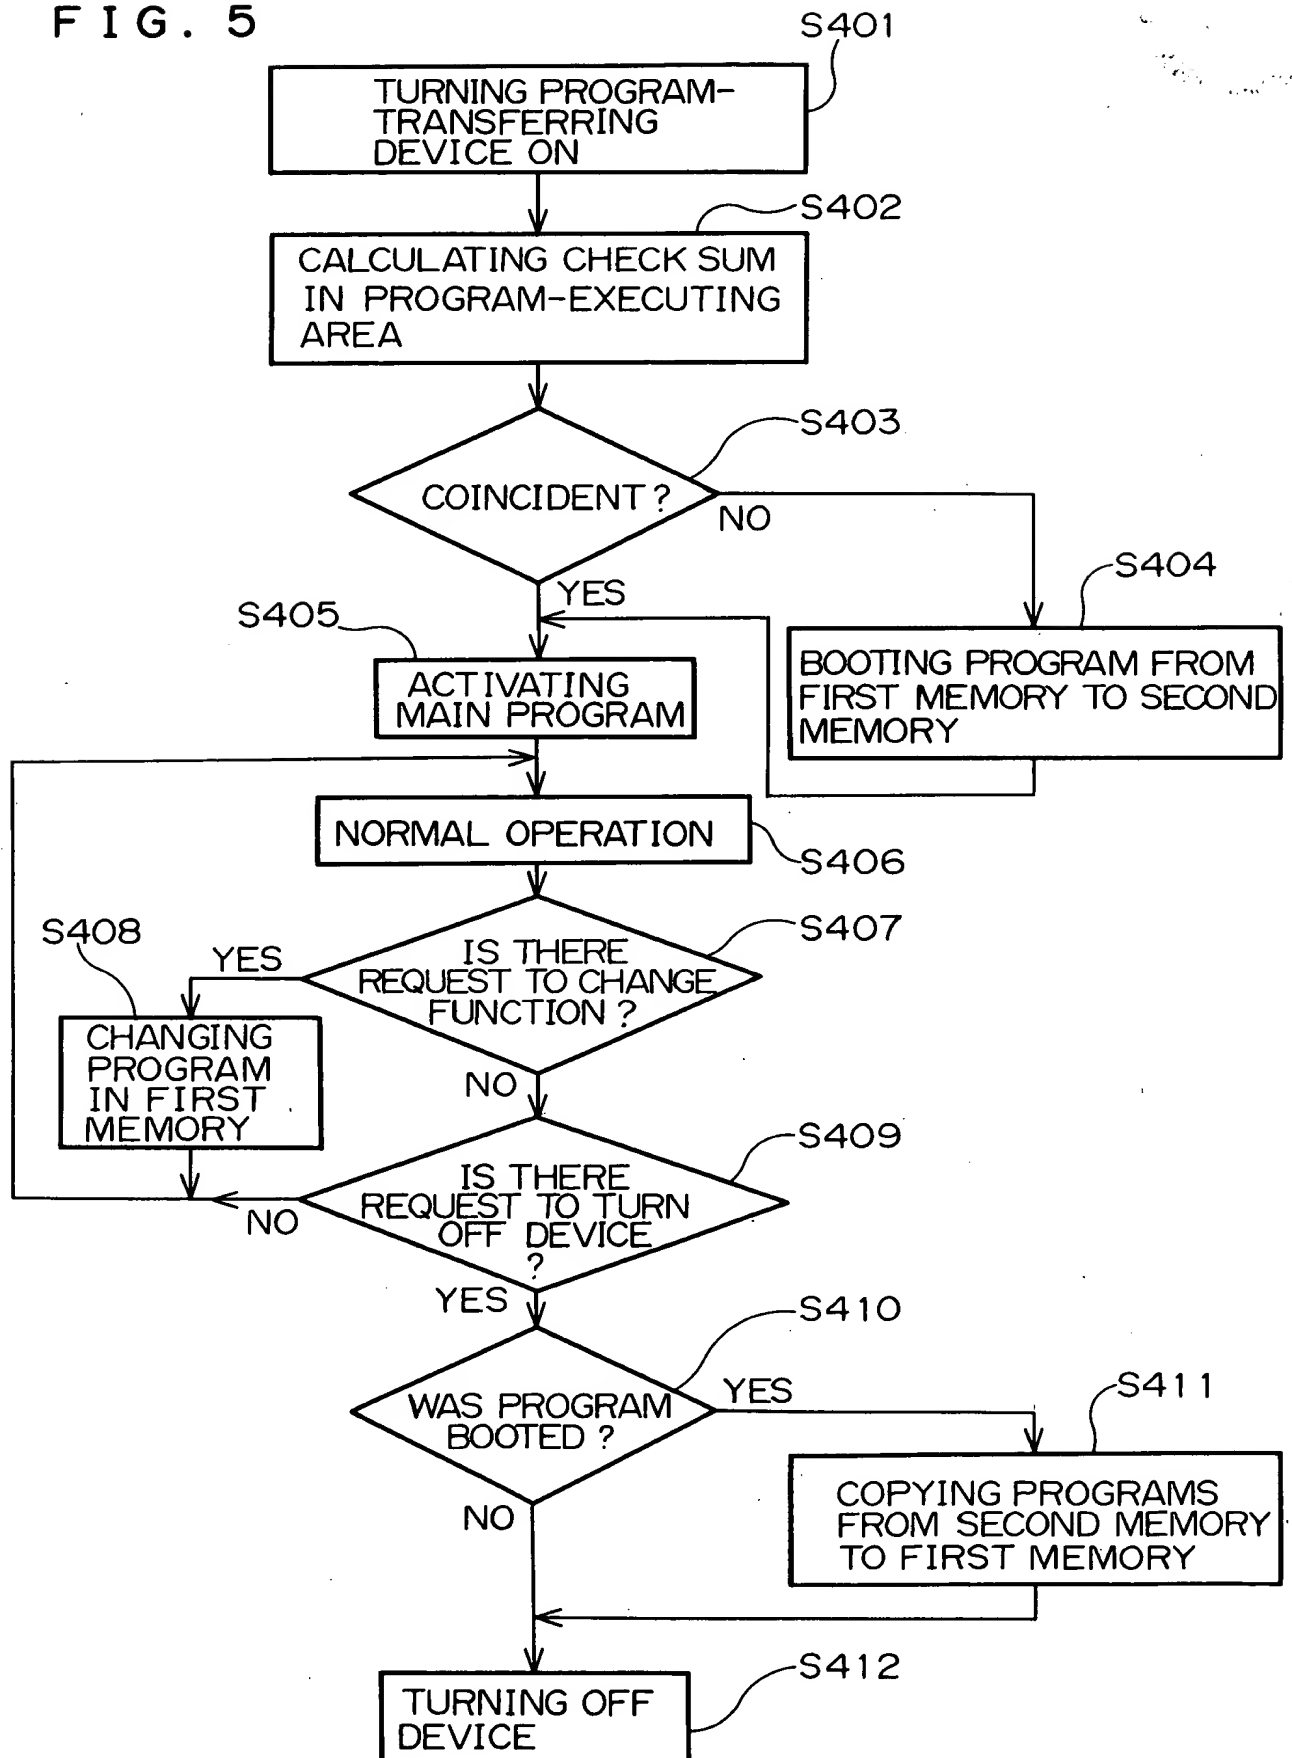 FIG. 5
S401
TURNING PROGRAM-
TRANSFERRING
DEVICE ON
S402
CALCULATING CHECK SUM
IN PROGRAM-EXECUTING
AREA
S403
COINCIDENT ?
NO
YES
S404
BOOTING PROGRAM FROM
FIRST MEMORY TO SECOND
MEMORY
S405
ACTIVATING
MAIN PROGRAM
NORMAL OPERATION
S406
S407
IS THERE
REQUEST TO CHANGE
FUNCTION ?
YES
NO
S408
CHANGING
PROGRAM
IN FIRST
MEMORY
S409
IS THERE
REQUEST TO TURN
OFF DEVICE
?
NO
YES
S410
WAS PROGRAM
BOOTED ?
YES
NO
S411
COPYING PROGRAMS
FROM SECOND MEMORY
TO FIRST MEMORY
S412
TURNING OFF
DEVICE